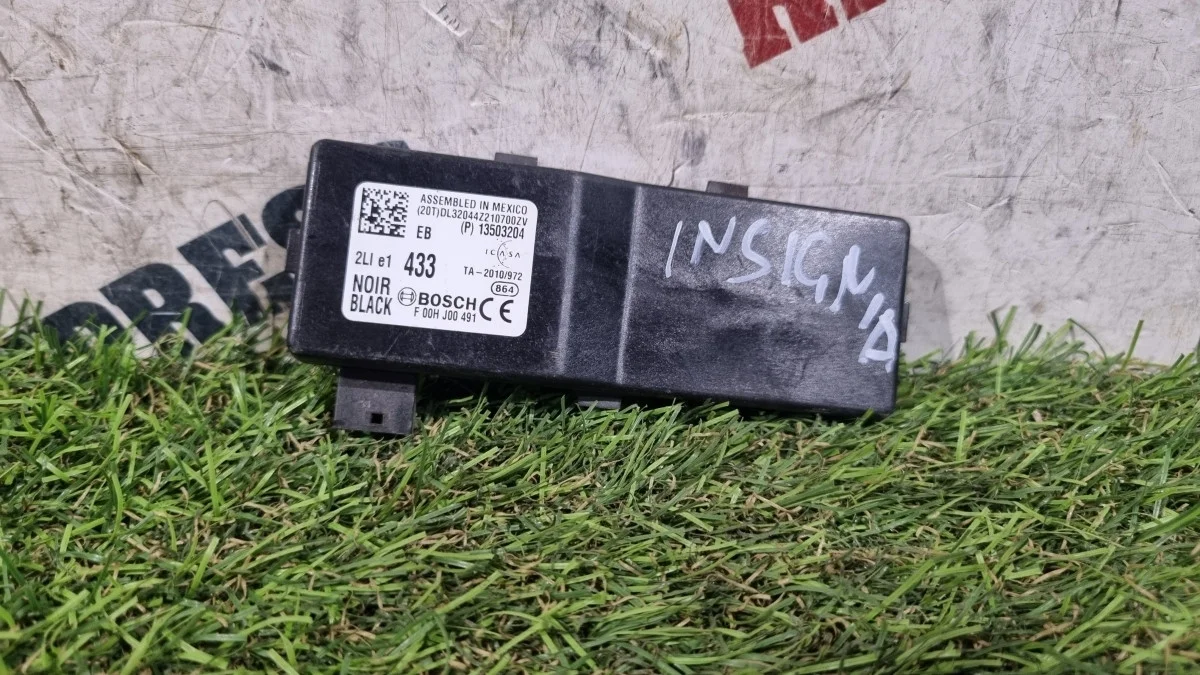 ASSEMBLED IN MEXICO
(20T)DL32044Z210700ZV
EB (P) 13503204
ICASA
2LI e1 433 TA-2010/972
NOIR 864
BLACK BOSCH CE
F 00H J00 491
INSIGNIA